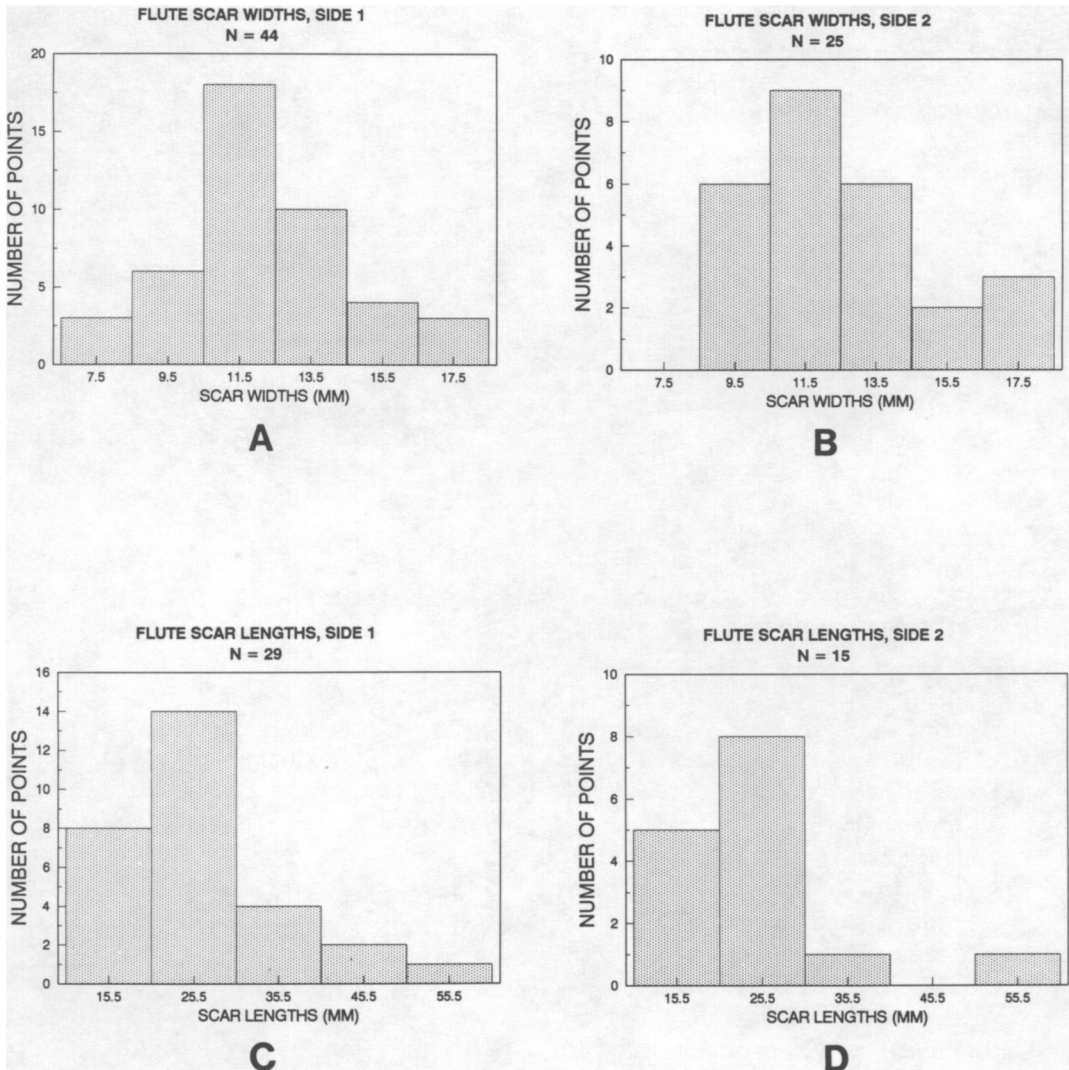 FLUTE SCAR WIDTHS, SIDE 1
N = 44
NUMBER OF POINTS
20
15
10
5
0
7.5 9.5 11.5 13.5 15.5 17.5
SCAR WIDTHS (MM)
A
FLUTE SCAR WIDTHS, SIDE 2
N = 25
NUMBER OF POINTS
10
8
6
4
2
0
7.5 9.5 11.5 13.5 15.5 17.5
SCAR WIDTHS (MM)
B
FLUTE SCAR LENGTHS, SIDE 1
N = 29
NUMBER OF POINTS
16
14
12
10
8
6
4
2
0
15.5 25.5 35.5 45.5 55.5
SCAR LENGTHS (MM)
C
FLUTE SCAR LENGTHS, SIDE 2
N = 15
NUMBER OF POINTS
10
8
6
4
2
0
15.5 25.5 35.5 45.5 55.5
SCAR LENGTHS (MM)
D